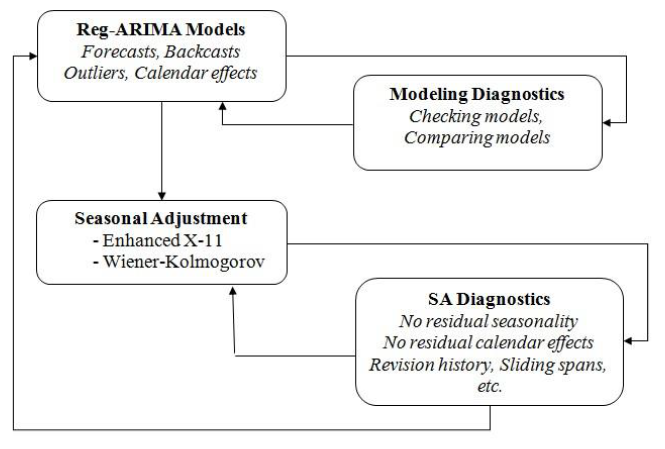 Reg-ARIMA Models
Forecasts, Backcasts
Outliers, Calendar effects
Modeling Diagnostics
Checking models,
Comparing models
Seasonal Adjustment
- Enhanced X-11
- Wiener-Kolmogorov
SA Diagnostics
No residual seasonality
No residual calendar effects
Revision history, Sliding spans,
etc.